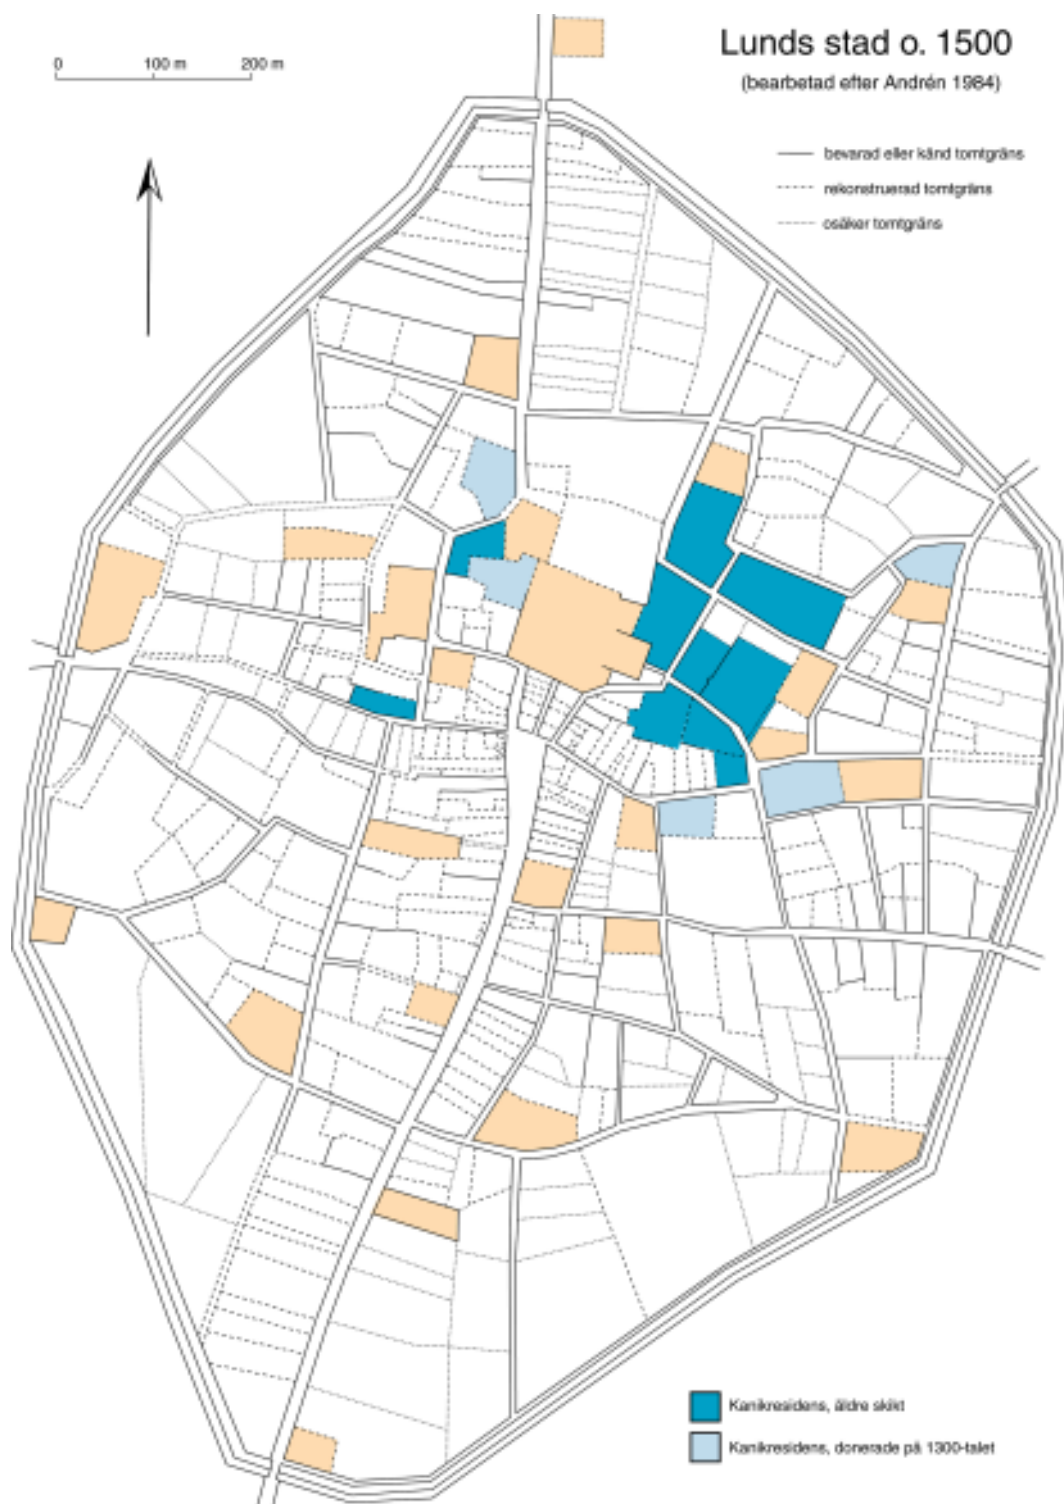 Lunds stad o. 1500
(bearbetad efter Andrén 1984)
0 100 m 200 m
bevarad eller känd tomtgräns
rekonstruerad tomtgräns
osäker tomtgräns
Kanikresidens, äldre skikt
Kanikresidens, donerade på 1300-talet